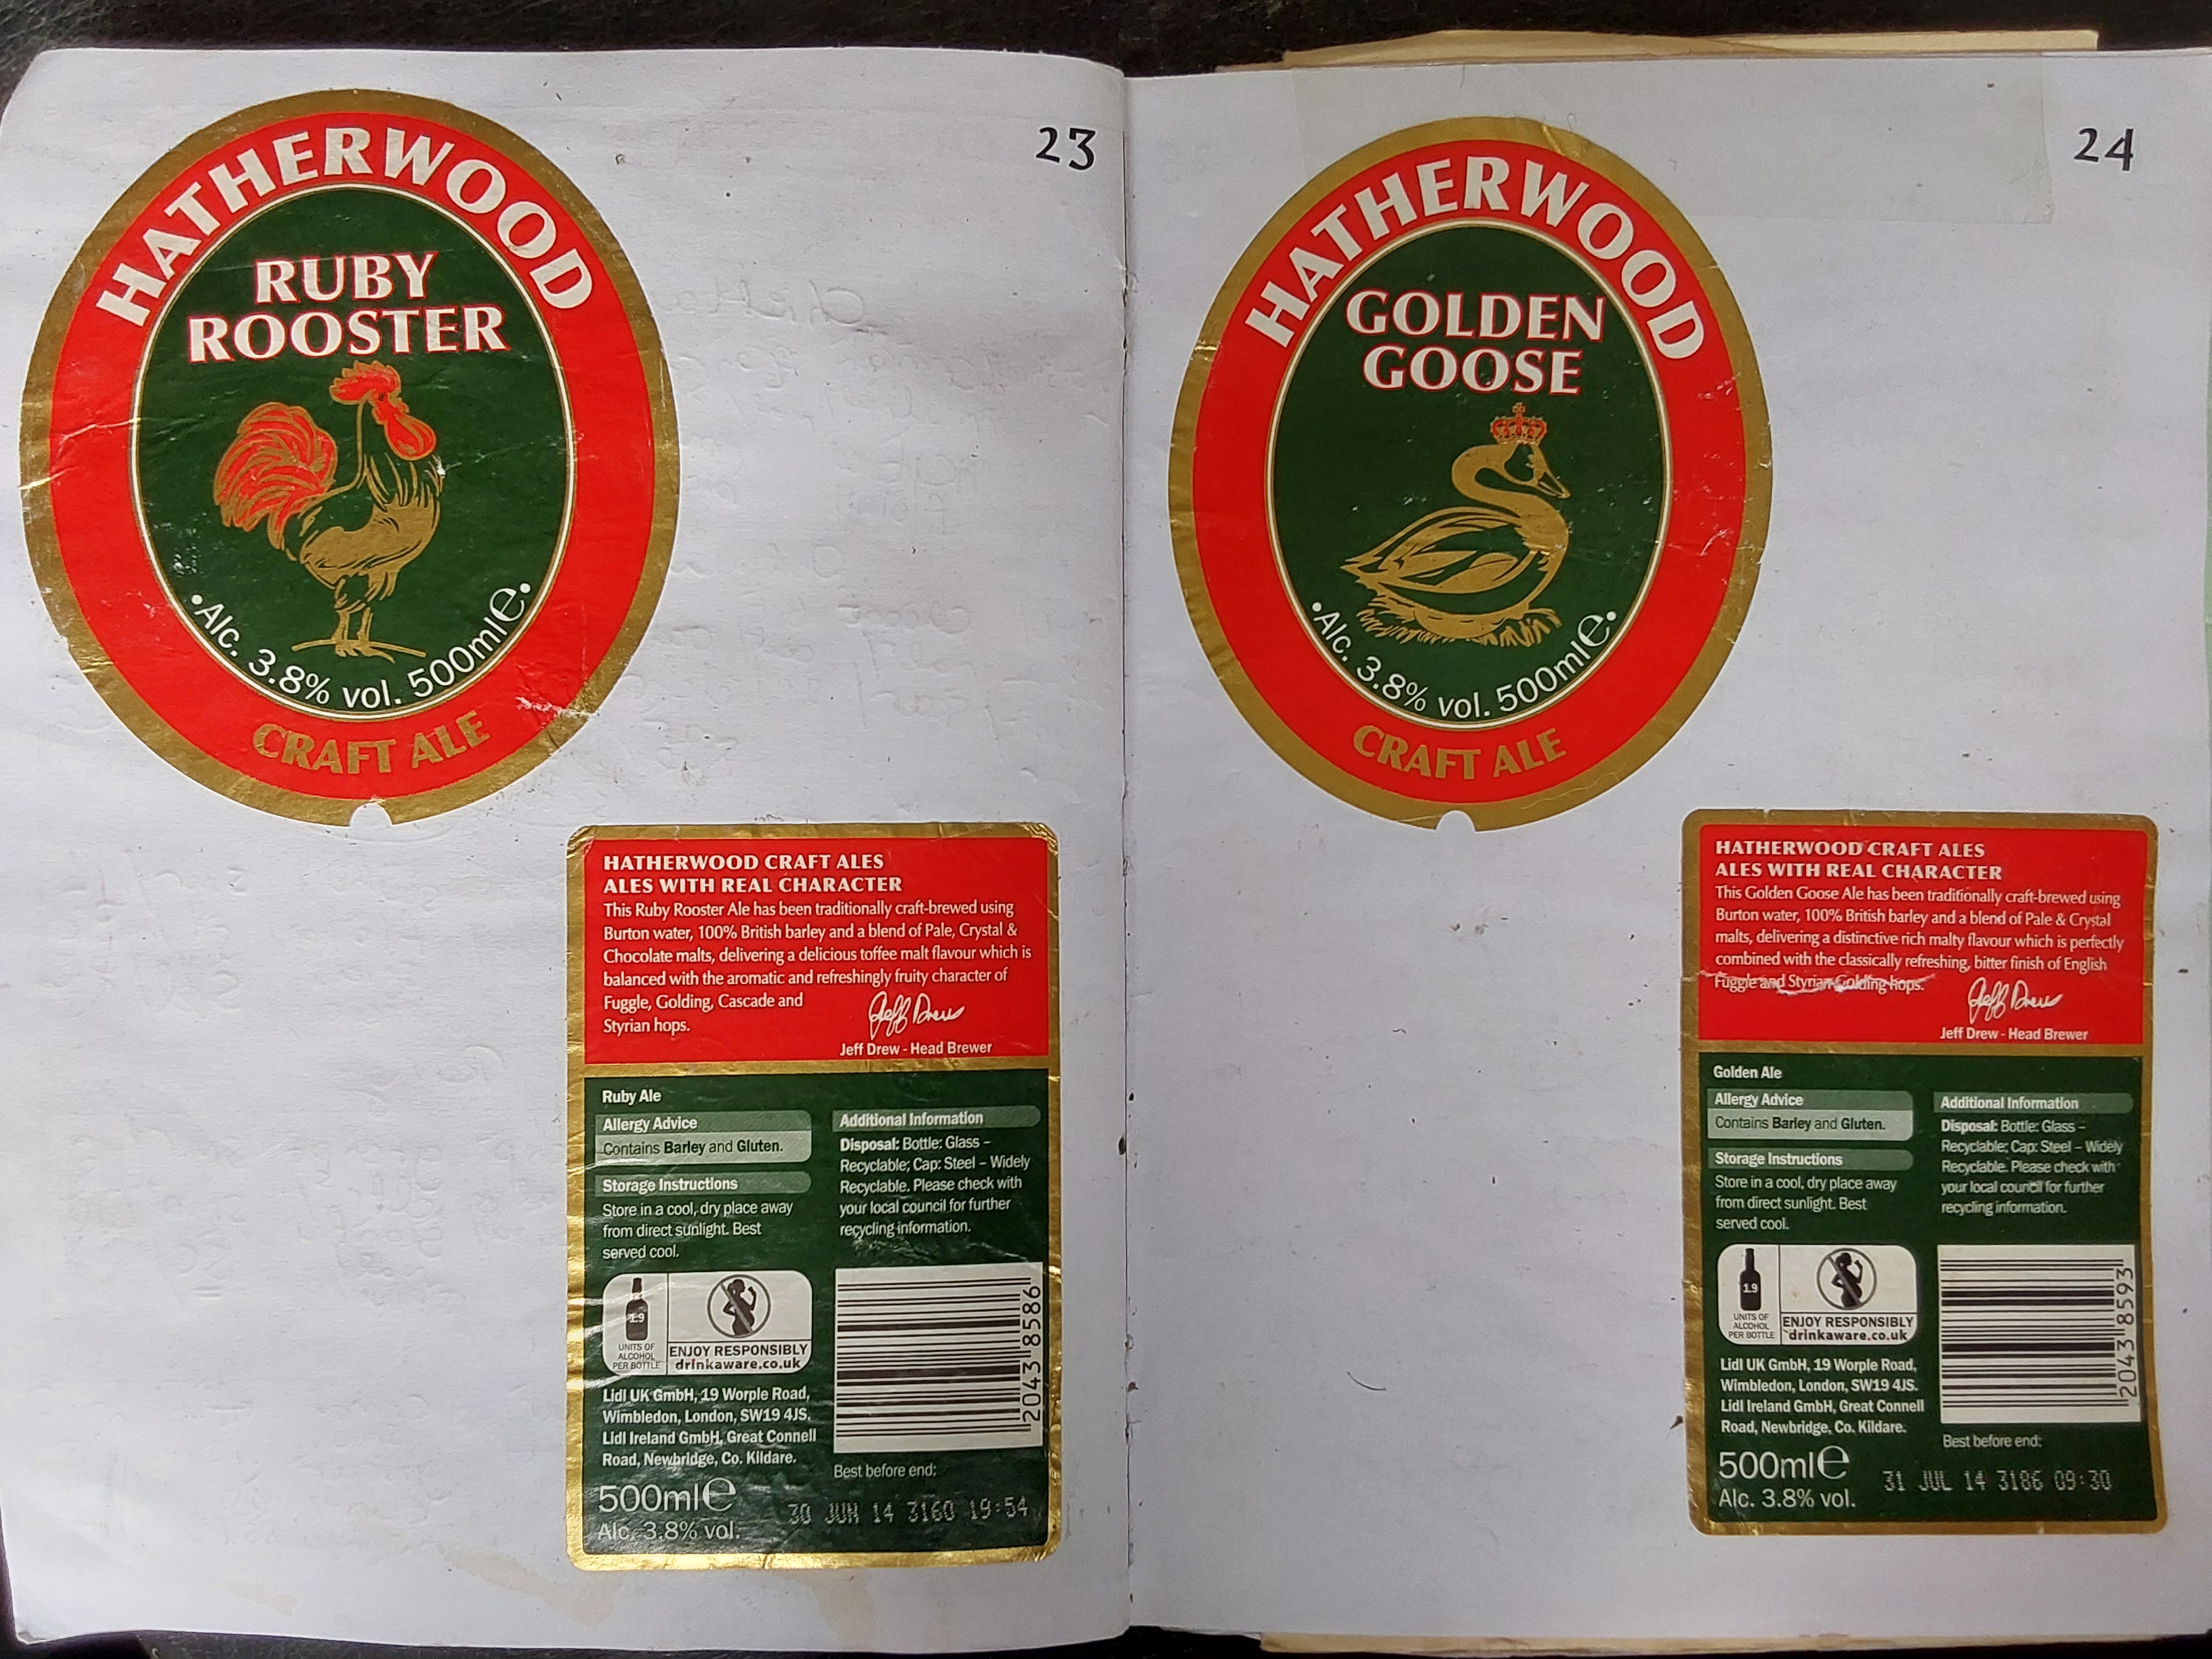 23
HATHERWOOD
RUBY
ROOSTER
•Alc. 3.8% vol. 500ml℮•
CRAFT ALE
HATHERWOOD CRAFT ALES
ALES WITH REAL CHARACTER
This Ruby Rooster Ale has been traditionally craft-brewed using
Burton water, 100% British barley and a blend of Pale, Crystal &
Chocolate malts, delivering a delicious toffee malt flavour which is
balanced with the aromatic and refreshingly fruity character of
Fuggle, Golding, Cascade and
Styrian hops.
Jeff Drew
Jeff Drew - Head Brewer
Ruby Ale
Allergy Advice
Contains Barley and Gluten.
Storage Instructions
Store in a cool, dry place away
from direct sunlight. Best
served cool.
Additional Information
Disposal: Bottle: Glass –
Recyclable; Cap: Steel – Widely
Recyclable. Please check with
your local council for further
recycling information.
1.9
UNITS OF
ALCOHOL
PER BOTTLE
ENJOY RESPONSIBLY
drinkaware.co.uk
2043 8586
Lidl UK GmbH, 19 Worple Road,
Wimbledon, London, SW19 4JS.
Lidl Ireland GmbH, Great Connell
Road, Newbridge, Co. Kildare.
500ml℮
Alc. 3.8% vol.
Best before end:
30 JUN 14 3160 19:54
24
HATHERWOOD
GOLDEN
GOOSE
•Alc. 3.8% vol. 500ml℮•
CRAFT ALE
HATHERWOOD CRAFT ALES
ALES WITH REAL CHARACTER
This Golden Goose Ale has been traditionally craft-brewed using
Burton water, 100% British barley and a blend of Pale & Crystal
malts, delivering a distinctive rich malty flavour which is perfectly
combined with the classically refreshing, bitter finish of English
Fuggle and Styrian Golding hops.
Jeff Drew
Jeff Drew - Head Brewer
Golden Ale
Allergy Advice
Contains Barley and Gluten.
Storage Instructions
Store in a cool, dry place away
from direct sunlight. Best
served cool.
Additional Information
Disposal: Bottle: Glass –
Recyclable; Cap: Steel – Widely
Recyclable. Please check with
your local council for further
recycling information.
1.9
UNITS OF
ALCOHOL
PER BOTTLE
ENJOY RESPONSIBLY
drinkaware.co.uk
2043 8593
Lidl UK GmbH, 19 Worple Road,
Wimbledon, London, SW19 4JS.
Lidl Ireland GmbH, Great Connell
Road, Newbridge, Co. Kildare.
500ml℮
Alc. 3.8% vol.
Best before end:
31 JUL 14 3186 09:30